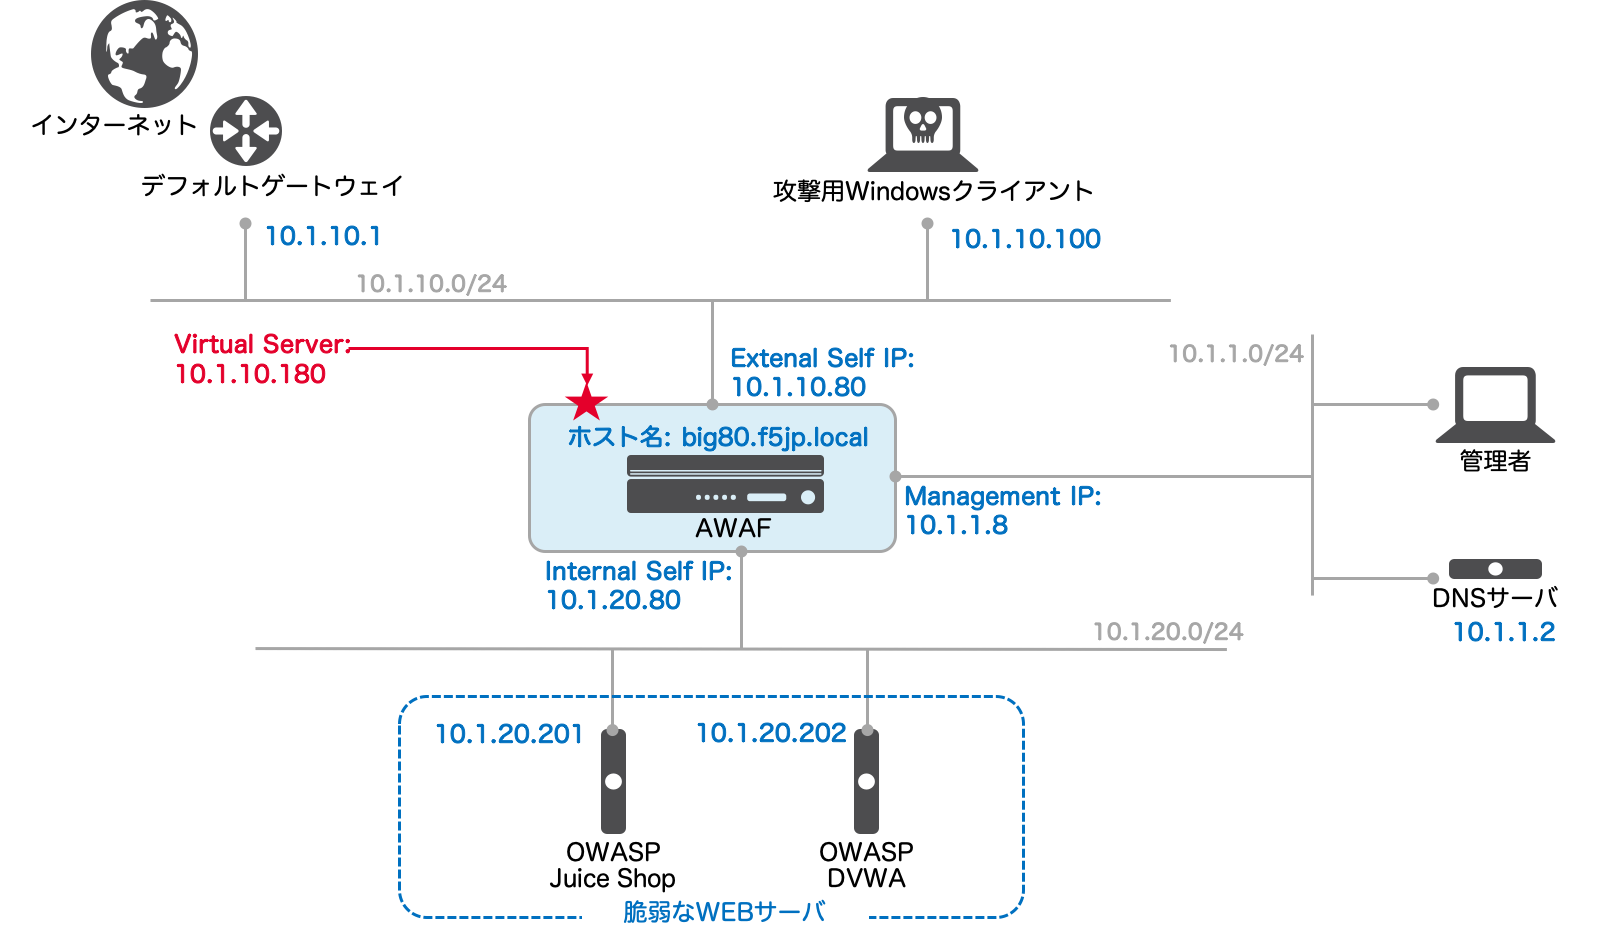 インターネット
デフォルトゲートウェイ
10.1.10.1
攻撃用Windowsクライアント
10.1.10.100
10.1.10.0/24
Virtual Server:
10.1.10.180
Extenal Self IP:
10.1.10.80
10.1.1.0/24
ホスト名: big80.f5jp.local
AWAF
Management IP:
10.1.1.8
管理者
Internal Self IP:
10.1.20.80
DNSサーバ
10.1.1.2
10.1.20.0/24
10.1.20.201
10.1.20.202
OWASP
Juice Shop
OWASP
DVWA
脆弱なWEBサーバ